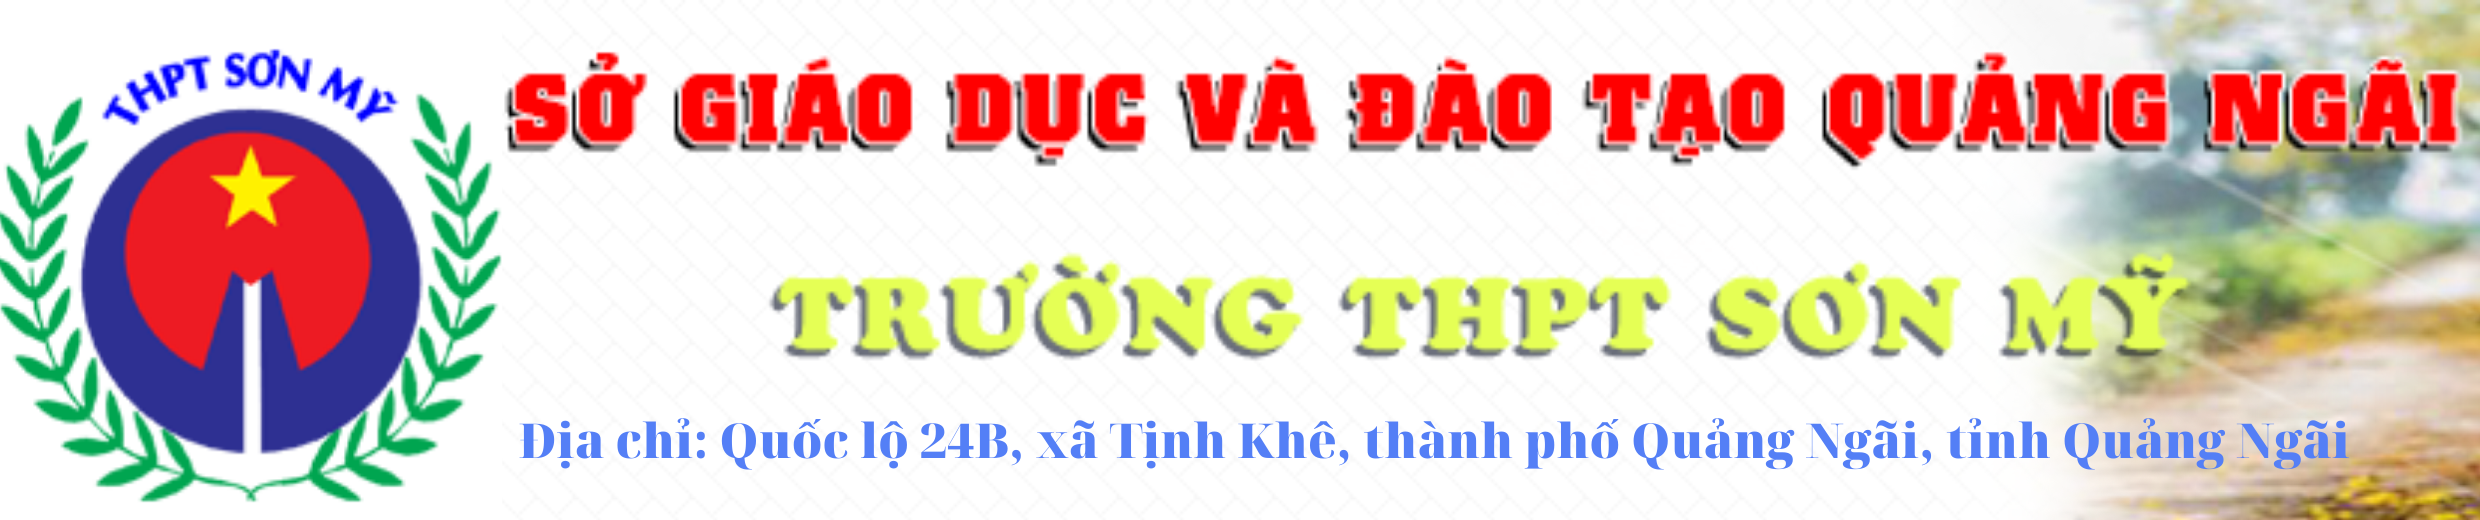 THPT SƠN MỸ
SỞ GIÁO DỤC VÀ ĐÀO TẠO QUẢNG NGÃI
TRƯỜNG THPT SƠN MỸ
Địa chỉ: Quốc lộ 24B, xã Tịnh Khê, thành phố Quảng Ngãi, tỉnh Quảng Ngãi